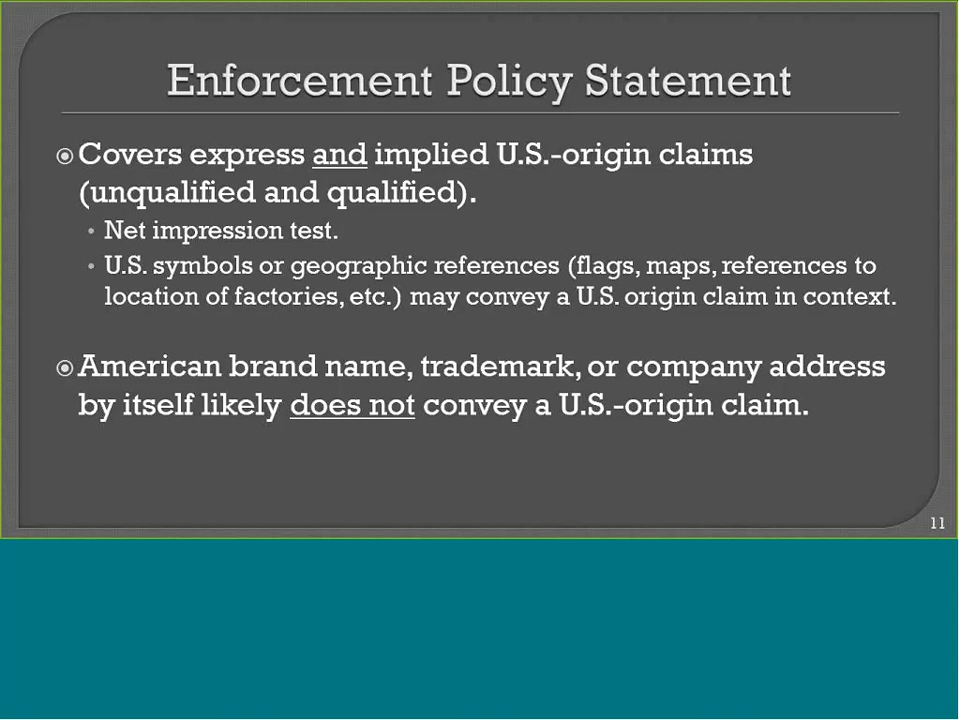 Enforcement Policy Statement
Covers express and implied U.S.-origin claims
(unqualified and qualified).
• Net impression test.
• U.S. symbols or geographic references (flags, maps, references to
location of factories, etc.) may convey a U.S. origin claim in context.
American brand name, trademark, or company address
by itself likely does not convey a U.S.-origin claim.
11